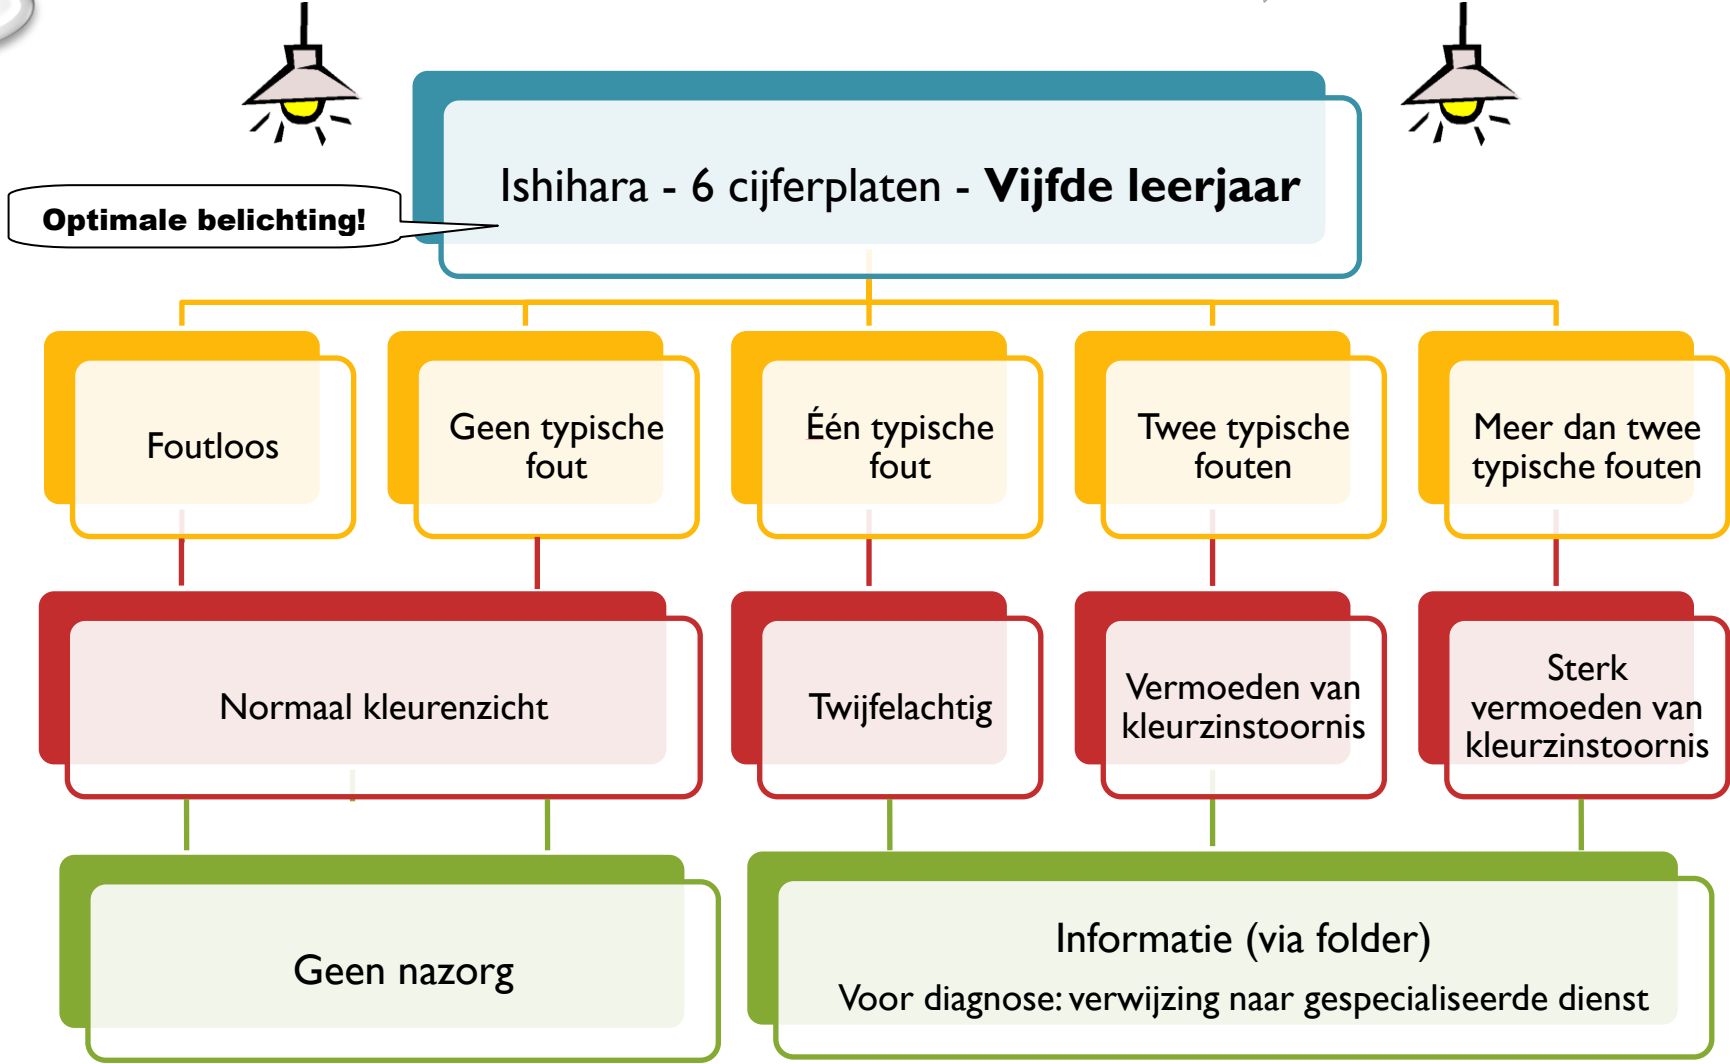 Ishihara - 6 cijferplaten - Vijfde leerjaar
Optimale belichting!
Foutloos
Geen typische
fout
Één typische
fout
Twee typische
fouten
Meer dan twee
typische fouten
Normaal kleurenzicht
Twijfelachtig
Vermoeden van
kleurzinstoornis
Sterk
vermoeden van
kleurzinstoornis
Geen nazorg
Informatie (via folder)
Voor diagnose: verwijzing naar gespecialiseerde dienst